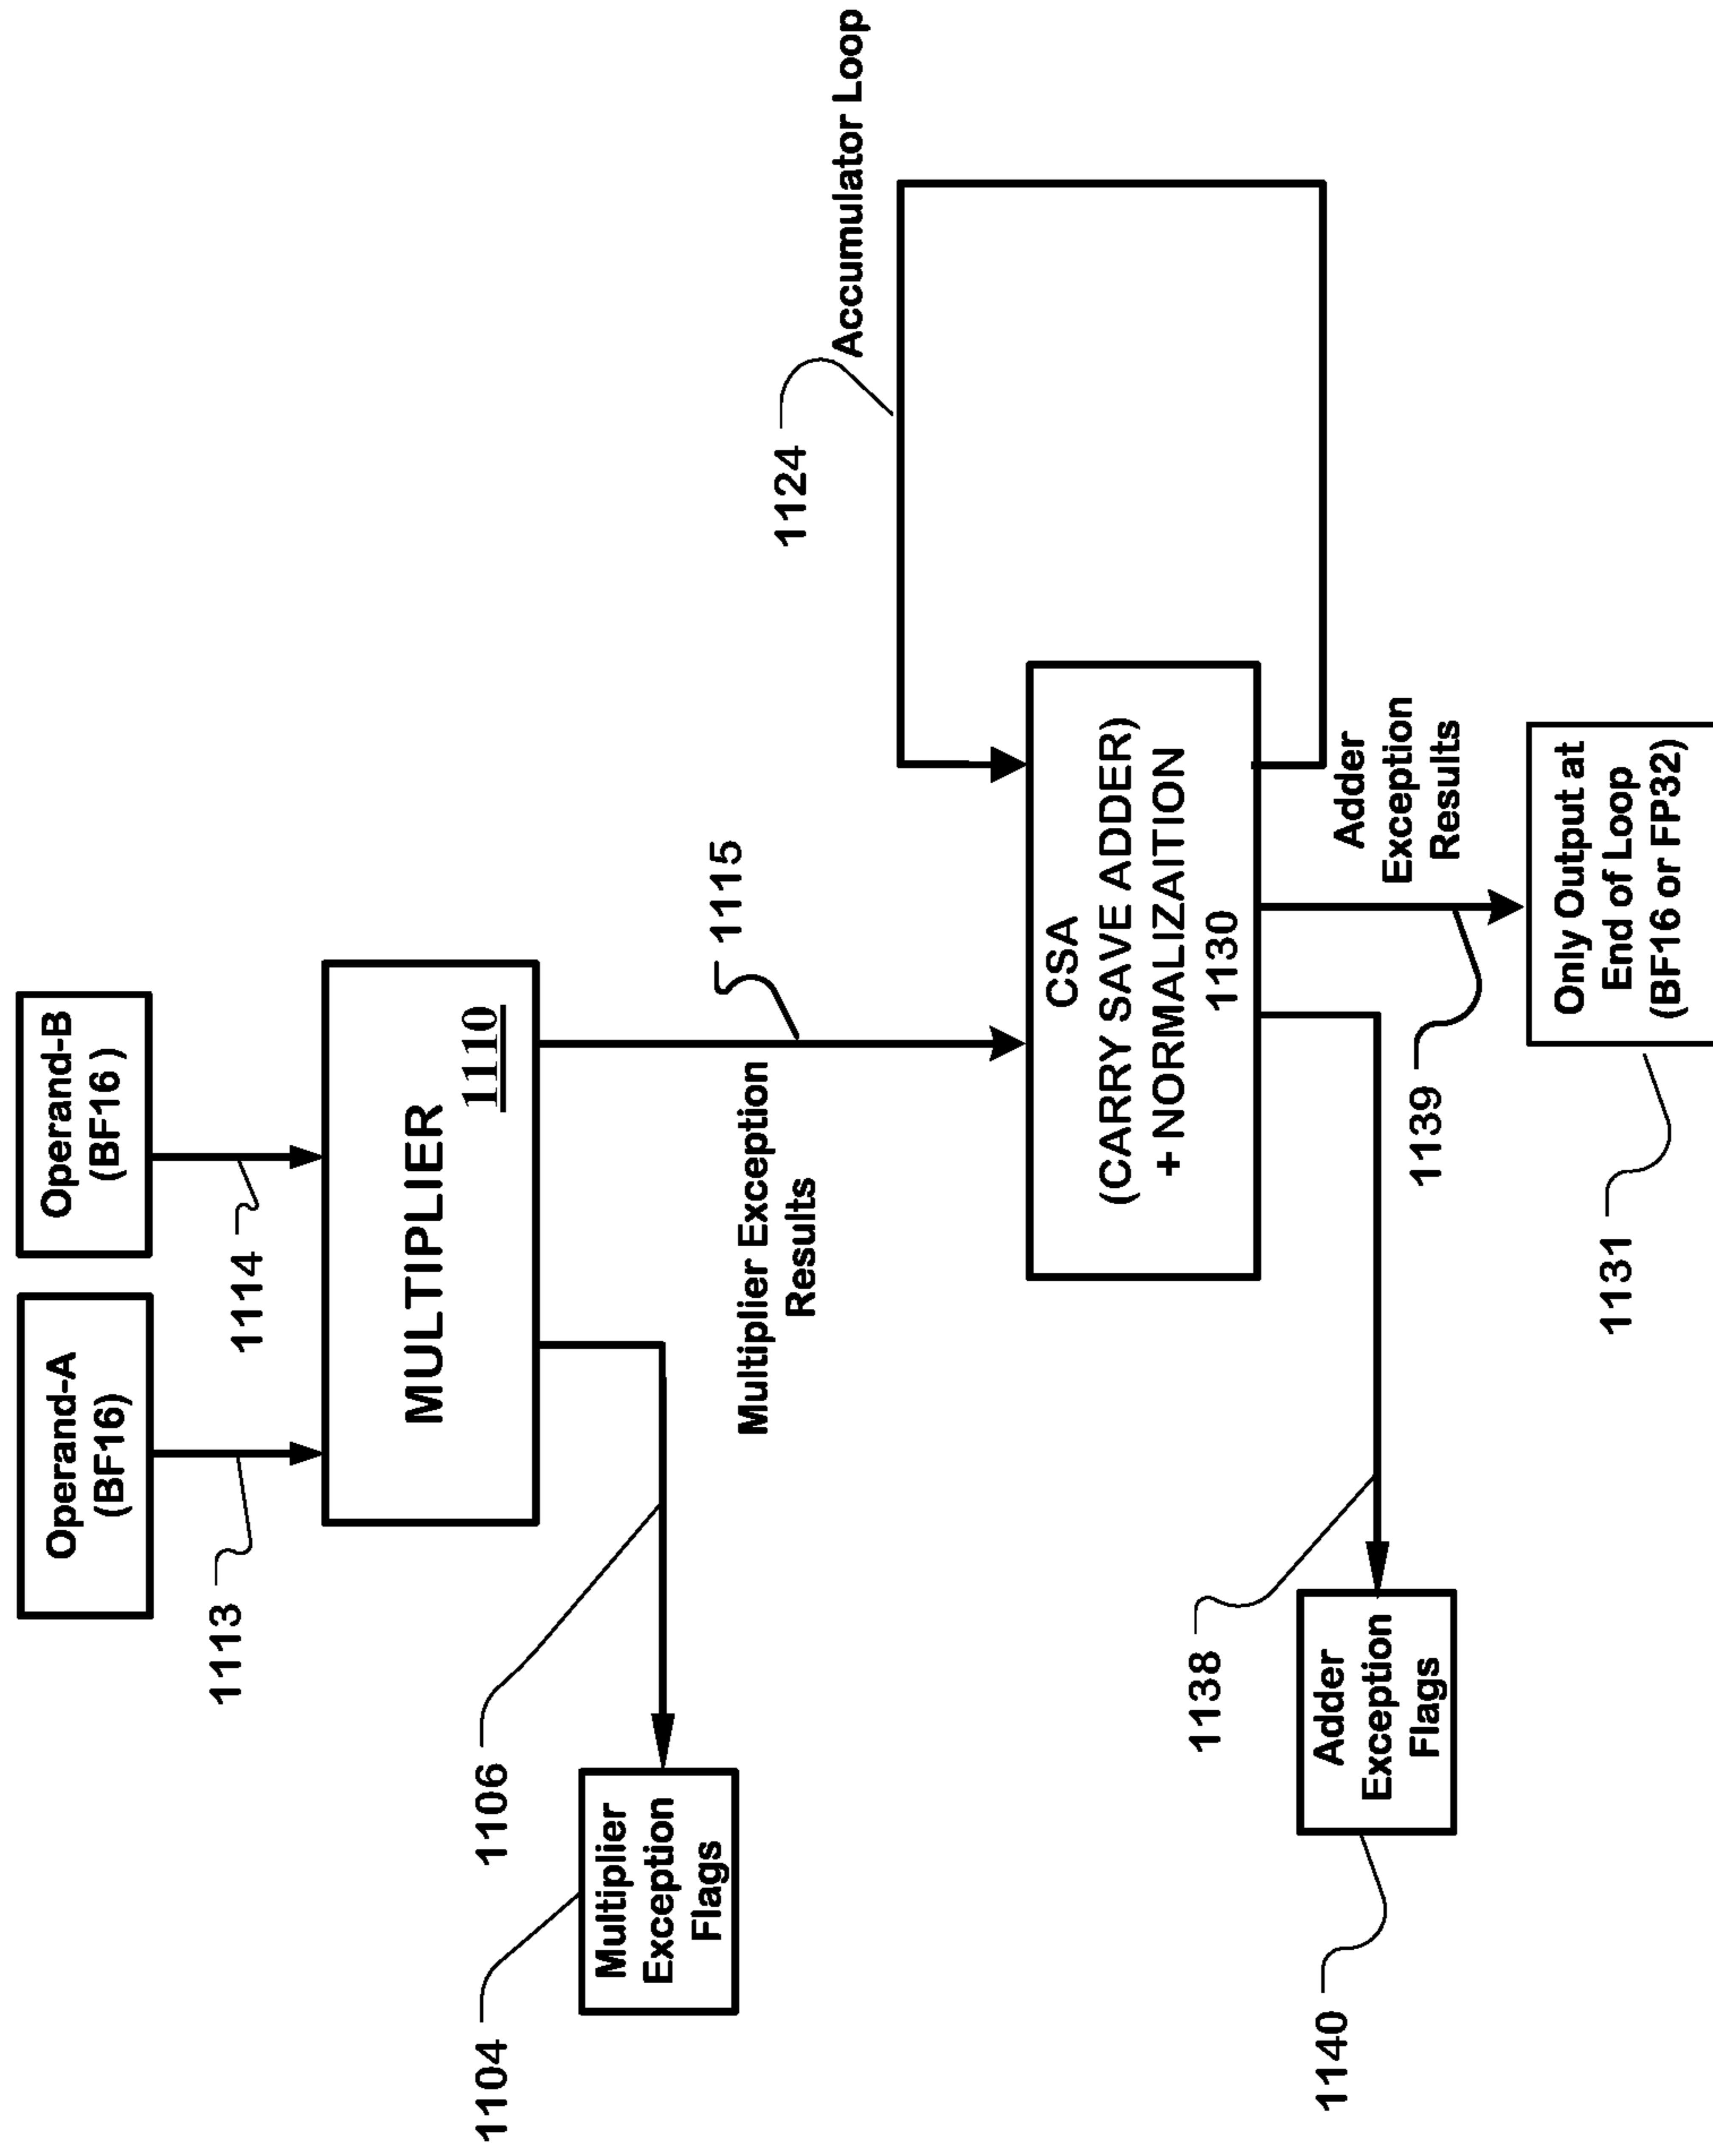 Operand-A
(BF16)
Operand-B
(BF16 )
1113
1114
MULTIPLIER
1110
1104
1106
Multiplier
Exception
Flags
Multiplier Exception
Results
1115
1124
Accumulator Loop
CSA
(CARRY SAVE ADDER)
+ NORMALIZAITION
1130
1138
1140
Adder
Exception
Flags
1139
Adder
Exception
Results
1131
Only Output at
End of Loop
(BF16 or FP32)